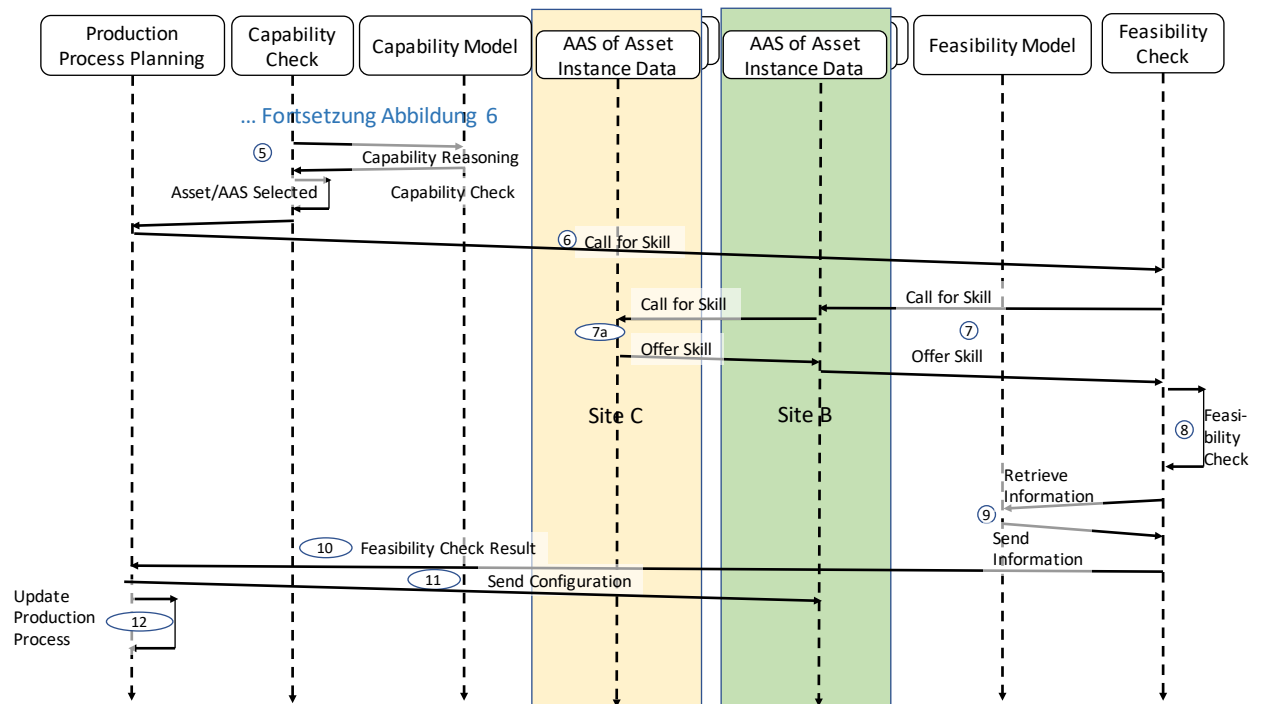 Production
Process Planning
Capability
Check
Capability Model
AAS of Asset
Instance Data
AAS of Asset
Instance Data
Feasibility Model
Feasibility
Check
... Fortsetzung Abbildung 6
5
Capability Reasoning
Asset/AAS Selected
Capability Check
6
Call for Skill
Call for Skill
Call for Skill
7a
7
Offer Skill
Offer Skill
Site C
Site B
8
Feasi-
bility
Check
Retrieve
Information
9
Send
Information
10
Feasibility Check Result
11
Send Configuration
Update
Production
Process
12